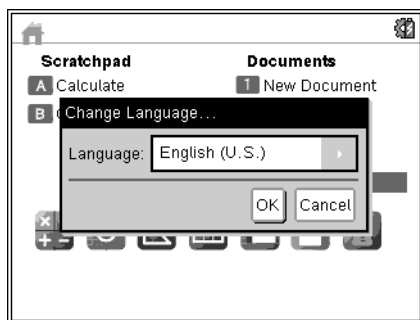 Scratchpad
Documents
A Calculate
1 New Document
B
Change Language...
Language: English (U.S.)
OK
Cancel